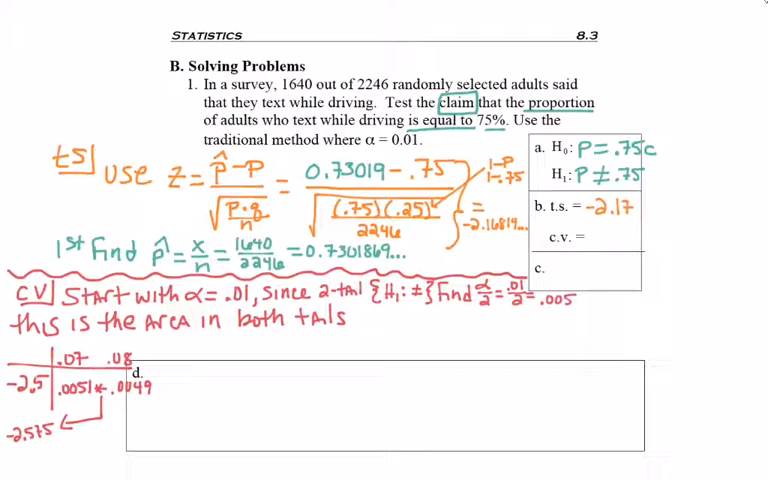 STATISTICS 8.3
B. Solving Problems
1. In a survey, 1640 out of 2246 randomly selected adults said
that they text while driving. Test the claim that the proportion
of adults who text while driving is equal to 75%. Use the
traditional method where α = 0.01.
a. H₀: P = .75 C
H₁: P ≠ .75
b. t.s. = -2.17
c.v. =
c.
d.
ts| USE z = (p̂ - p)/√(p·q/n) = (0.73019 - .75)/√((.75)(.25)/2246) = -2.16814...
1-P
1-.75
1st Find p̂ = x/n = 1640/2246 = 0.7301869...
CV| START with α = .01, since 2-tail {H₁: ≠} Find α/2 = .01/2 = .005
this is the AREA in both tails
.07 .08
-2.5 .0051 * .0049
-2.575